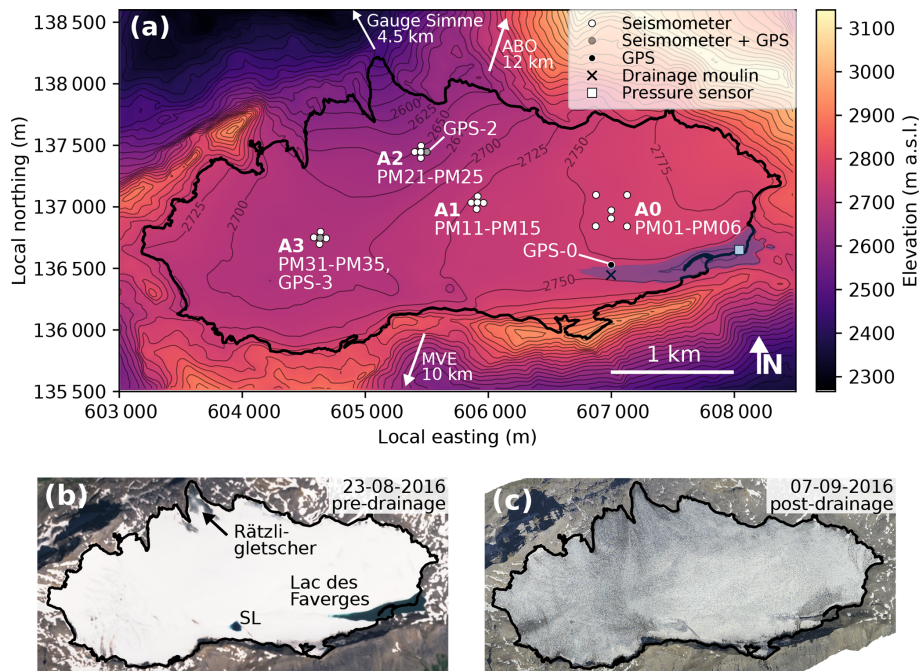 (a)
Gauge Simme
4.5 km
ABO
12 km
Seismometer
Seismometer + GPS
GPS
Drainage moulin
Pressure sensor
138 500
138 000
137 500
137 000
136 500
136 000
135 500
Local northing (m)
2600
2625
2650
2675
2700
2725
2775
2725
2700
2750
2750
GPS-2
A2
PM21-PM25
A1
PM11-PM15
A0
PM01-PM06
A3
PM31-PM35,
GPS-3
GPS-0
MVE
10 km
1 km
N
603 000
604 000
605 000
606 000
607 000
608 000
Local easting (m)
3100
3000
2900
2800
2700
2600
2500
2400
2300
Elevation (m a.s.l.)
(b)
23-08-2016
pre-drainage
Rätzli-
gletscher
Lac des
Faverges
SL
(c)
07-09-2016
post-drainage